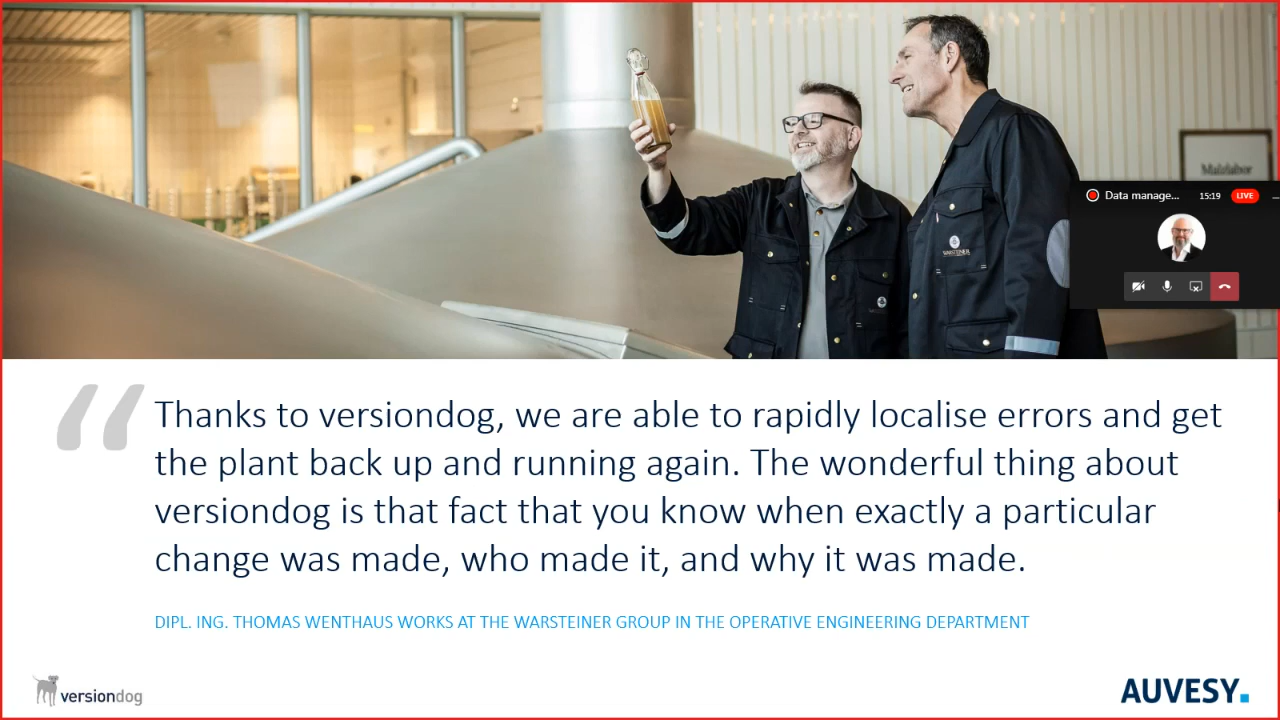 Malzlabor
Data manage...
15:19
LIVE
WARSTEINER
“
Thanks to versiondog, we are able to rapidly localise errors and get
the plant back up and running again. The wonderful thing about
versiondog is that fact that you know when exactly a particular
change was made, who made it, and why it was made.
DIPL. ING. THOMAS WENTHAUS WORKS AT THE WARSTEINER GROUP IN THE OPERATIVE ENGINEERING DEPARTMENT
versiondog
AUVESY.